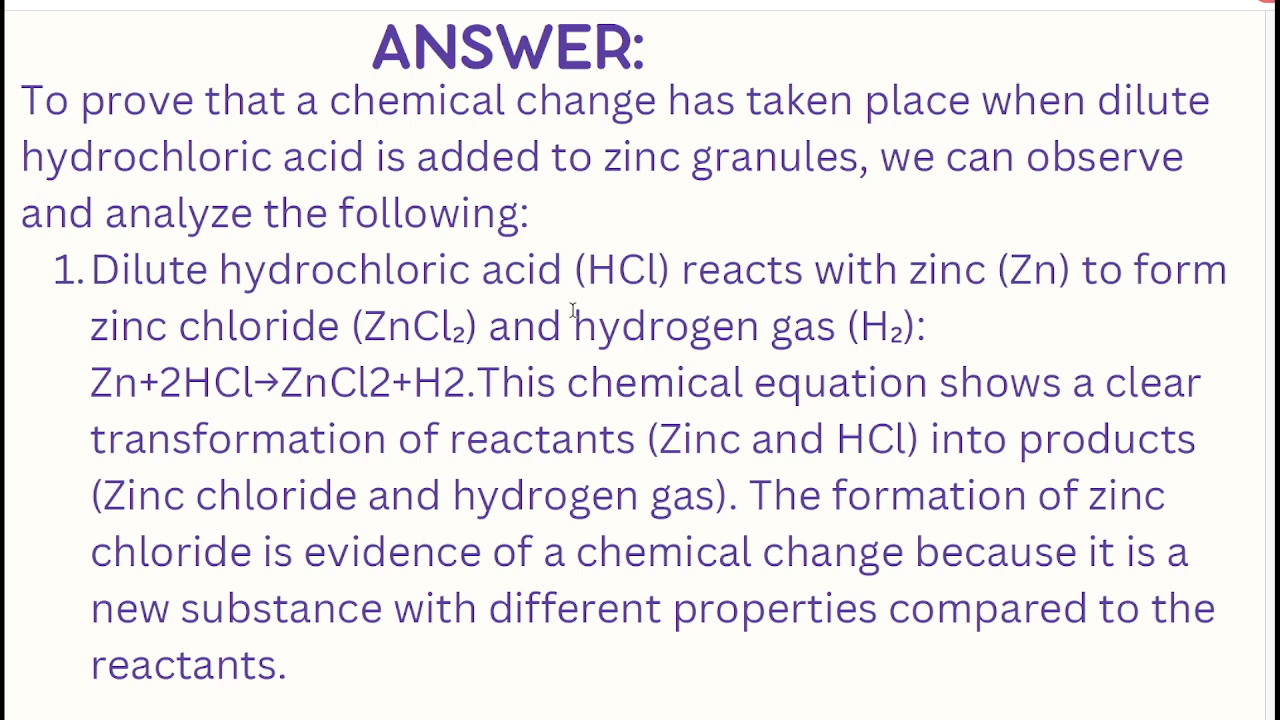 ANSWER:
To prove that a chemical change has taken place when dilute
hydrochloric acid is added to zinc granules, we can observe
and analyze the following:
1. Dilute hydrochloric acid (HCl) reacts with zinc (Zn) to form
zinc chloride (ZnCl₂) and hydrogen gas (H₂):
Zn+2HCl→ZnCl2+H2.This chemical equation shows a clear
transformation of reactants (Zinc and HCl) into products
(Zinc chloride and hydrogen gas). The formation of zinc
chloride is evidence of a chemical change because it is a
new substance with different properties compared to the
reactants.